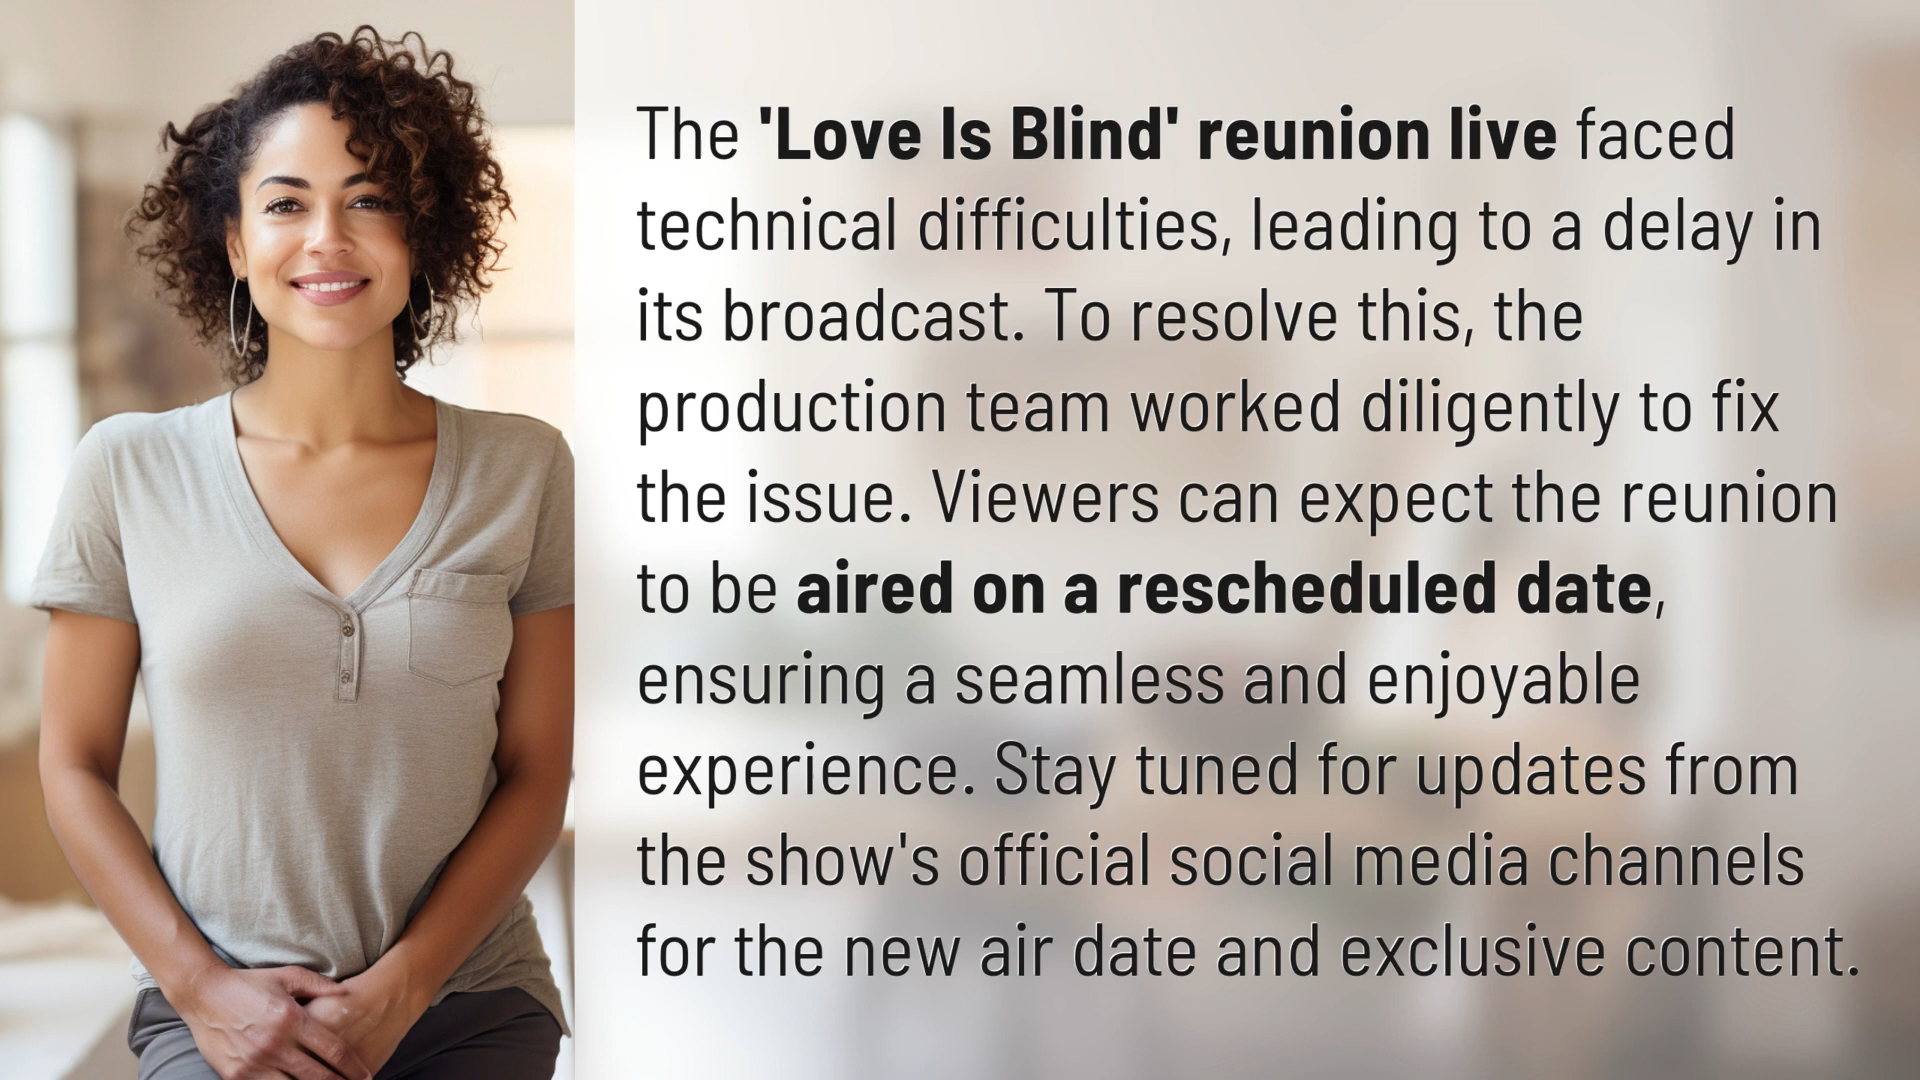 The 'Love Is Blind' reunion live faced
technical difficulties, leading to a delay in
its broadcast. To resolve this, the
production team worked diligently to fix
the issue. Viewers can expect the reunion
to be aired on a rescheduled date,
ensuring a seamless and enjoyable
experience. Stay tuned for updates from
the show's official social media channels
for the new air date and exclusive content.